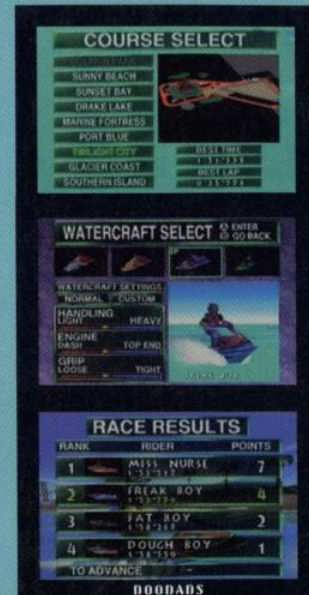 COURSE SELECT
DOLPHIN PARK
SUNNY BEACH
SUNSET BAY
DRAKE LAKE
MARINE FORTRESS
PORT BLUE
TWILIGHT CITY
GLACIER COAST
SOUTHERN ISLAND
BEST TIME
BEST LAP
WATERCRAFT SELECT A ENTER
B GO BACK
WATERCRAFT SETTINGS
NORMAL CUSTOM
HANDLING
LIGHT HEAVY
ENGINE
DASH TOP END
GRIP
LOOSE TIGHT
RACE RESULTS
RANK RIDER POINTS
1 MISS NURSE 7
2 FREAK BOY 4
3 FAT BOY 2
4 DOUGH BOY 1
TO ADVANCE -
DOODADS